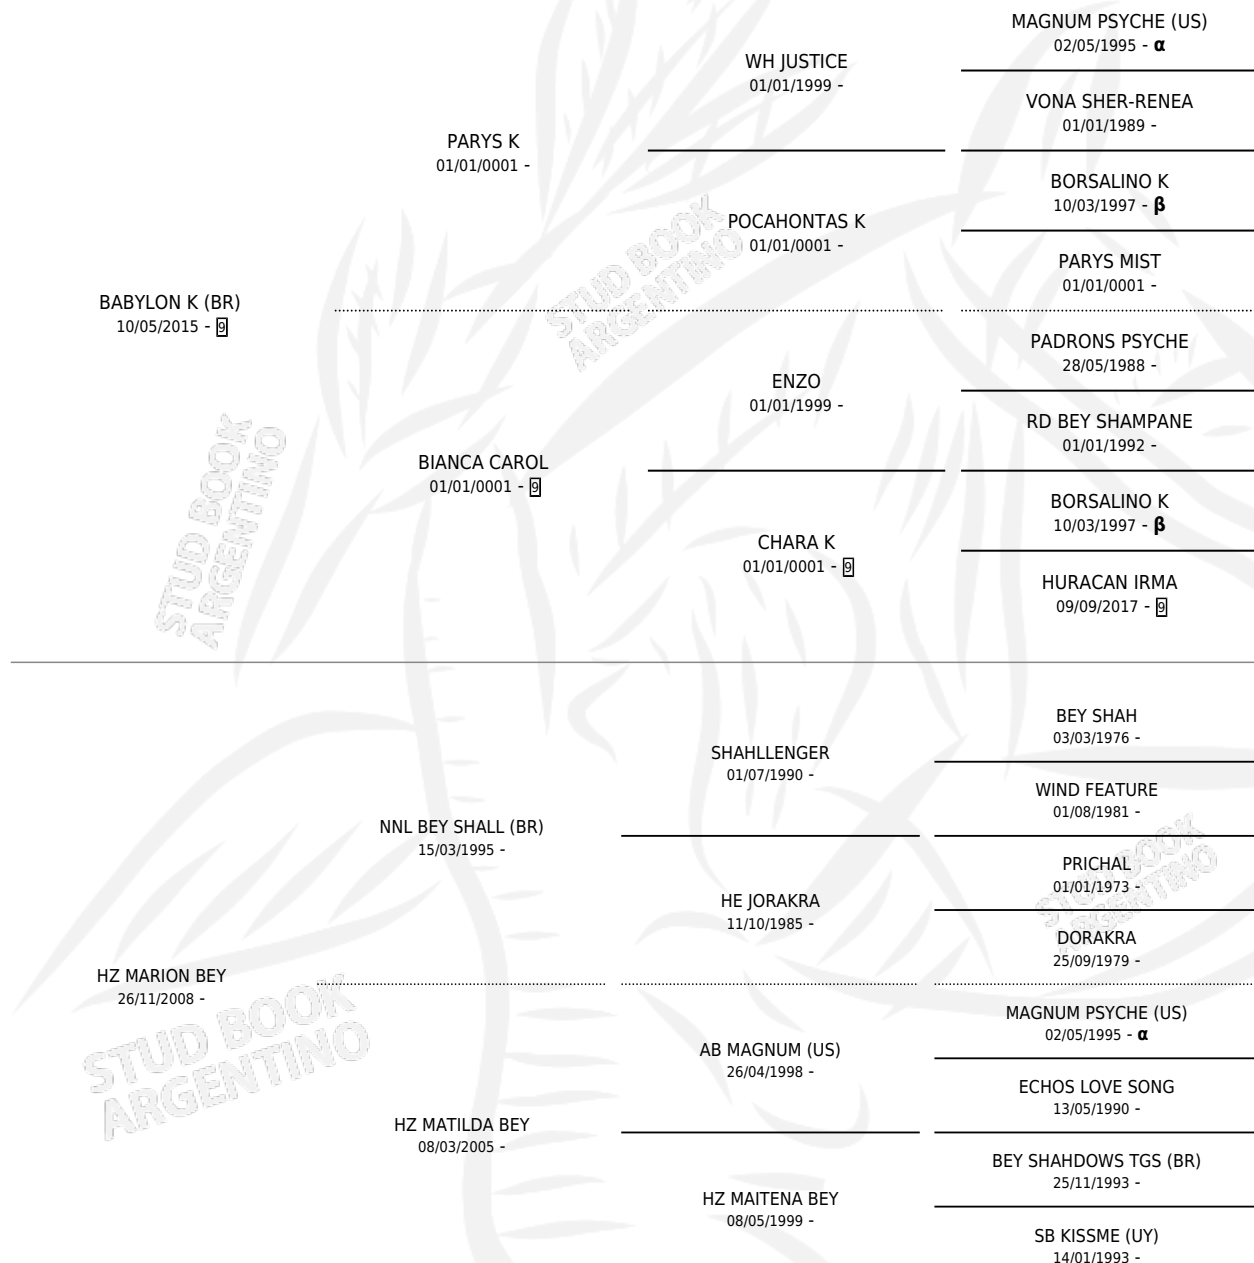 MAGNUM PSYCHE (US)
02/05/1995 - α
WH JUSTICE
01/01/1999 -
VONA SHER-RENEA
01/01/1989 -
PARYS K
01/01/0001 -
BORSALINO K
10/03/1997 - β
POCAHONTAS K
01/01/0001 -
PARYS MIST
01/01/0001 -
BABYLON K (BR)
10/05/2015 - 9
PADRONS PSYCHE
28/05/1988 -
ENZO
01/01/1999 -
RD BEY SHAMPANE
01/01/1992 -
BIANCA CAROL
01/01/0001 - 9
BORSALINO K
10/03/1997 - β
CHARA K
01/01/0001 - 9
HURACAN IRMA
09/09/2017 - 9
BEY SHAH
03/03/1976 -
SHAHLLENGER
01/07/1990 -
WIND FEATURE
01/08/1981 -
NNL BEY SHALL (BR)
15/03/1995 -
PRICHAL
01/01/1973 -
HE JORAKRA
11/10/1985 -
DORAKRA
25/09/1979 -
HZ MARION BEY
26/11/2008 -
MAGNUM PSYCHE (US)
02/05/1995 - α
AB MAGNUM (US)
26/04/1998 -
ECHOS LOVE SONG
13/05/1990 -
HZ MATILDA BEY
08/03/2005 -
BEY SHAHDOWS TGS (BR)
25/11/1993 -
HZ MAITENA BEY
08/05/1999 -
SB KISSME (UY)
14/01/1993 -
STUD BOOK
ARGENTINO
STUD BOOK
ARGENTINO
STUD BOOK
ARGENTINO
STUD BOOK
ARGENTINO